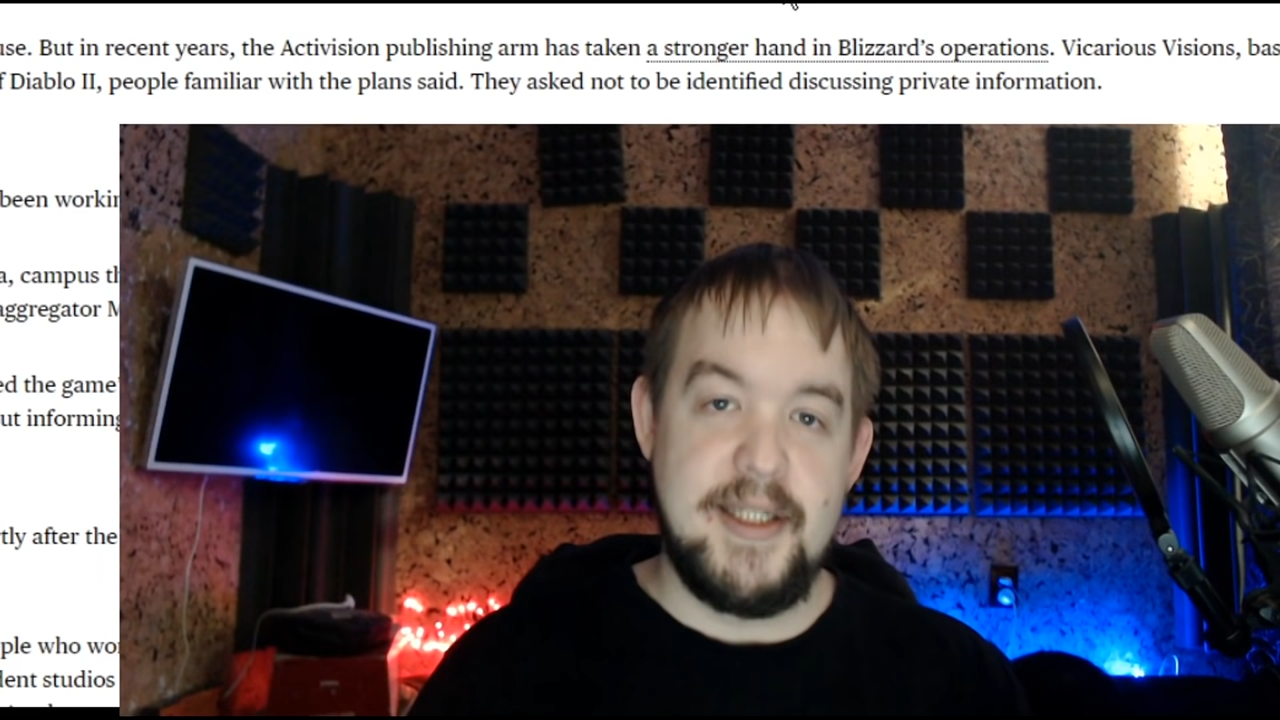 use. But in recent years, the Activision publishing arm has taken a stronger hand in Blizzard’s operations. Vicarious Visions, bas
f Diablo II, people familiar with the plans said. They asked not to be identified discussing private information.
been workin
a, campus th
aggregator M
ed the game'
ut informing
tly after the
ple who wo
dent studios